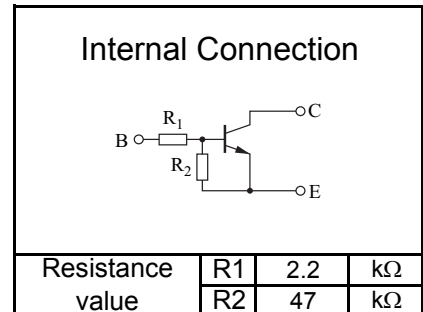 Internal Connection
C
R1
B
R2
E
Resistance value R1 2.2 kΩ
R2 47 kΩ